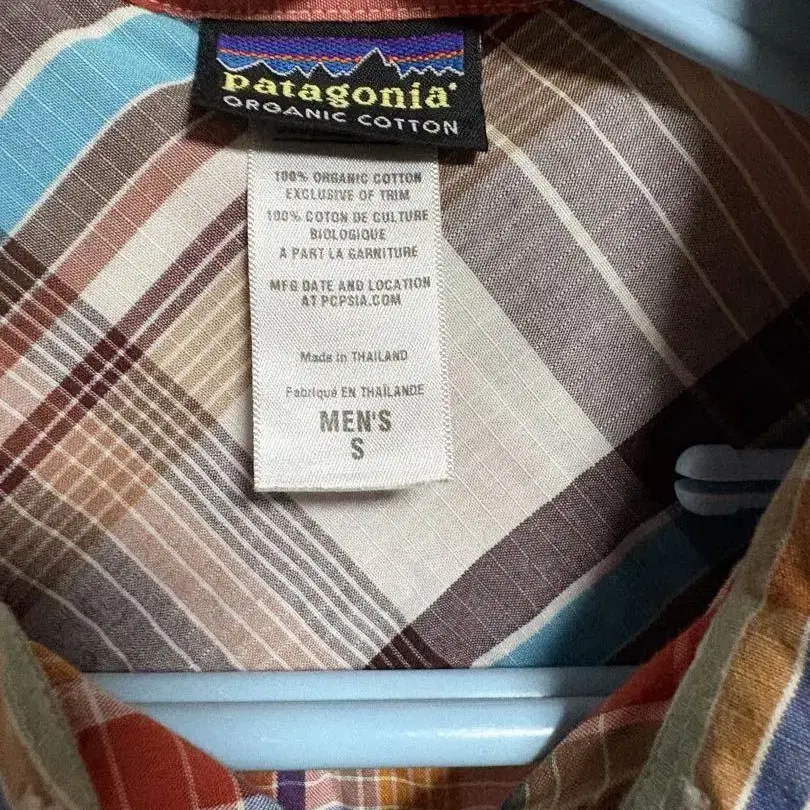 patagonia®
ORGANIC COTTON
100% ORGANIC COTTON
EXCLUSIVE OF TRIM
100% COTON DE CULTURE
BIOLOGIQUE
A PART LA GARNITURE
MFG DATE AND LOCATION
AT PCPSIA.COM
Made in THAILAND
Fabriqué EN THAÏLANDE
MEN'S
S